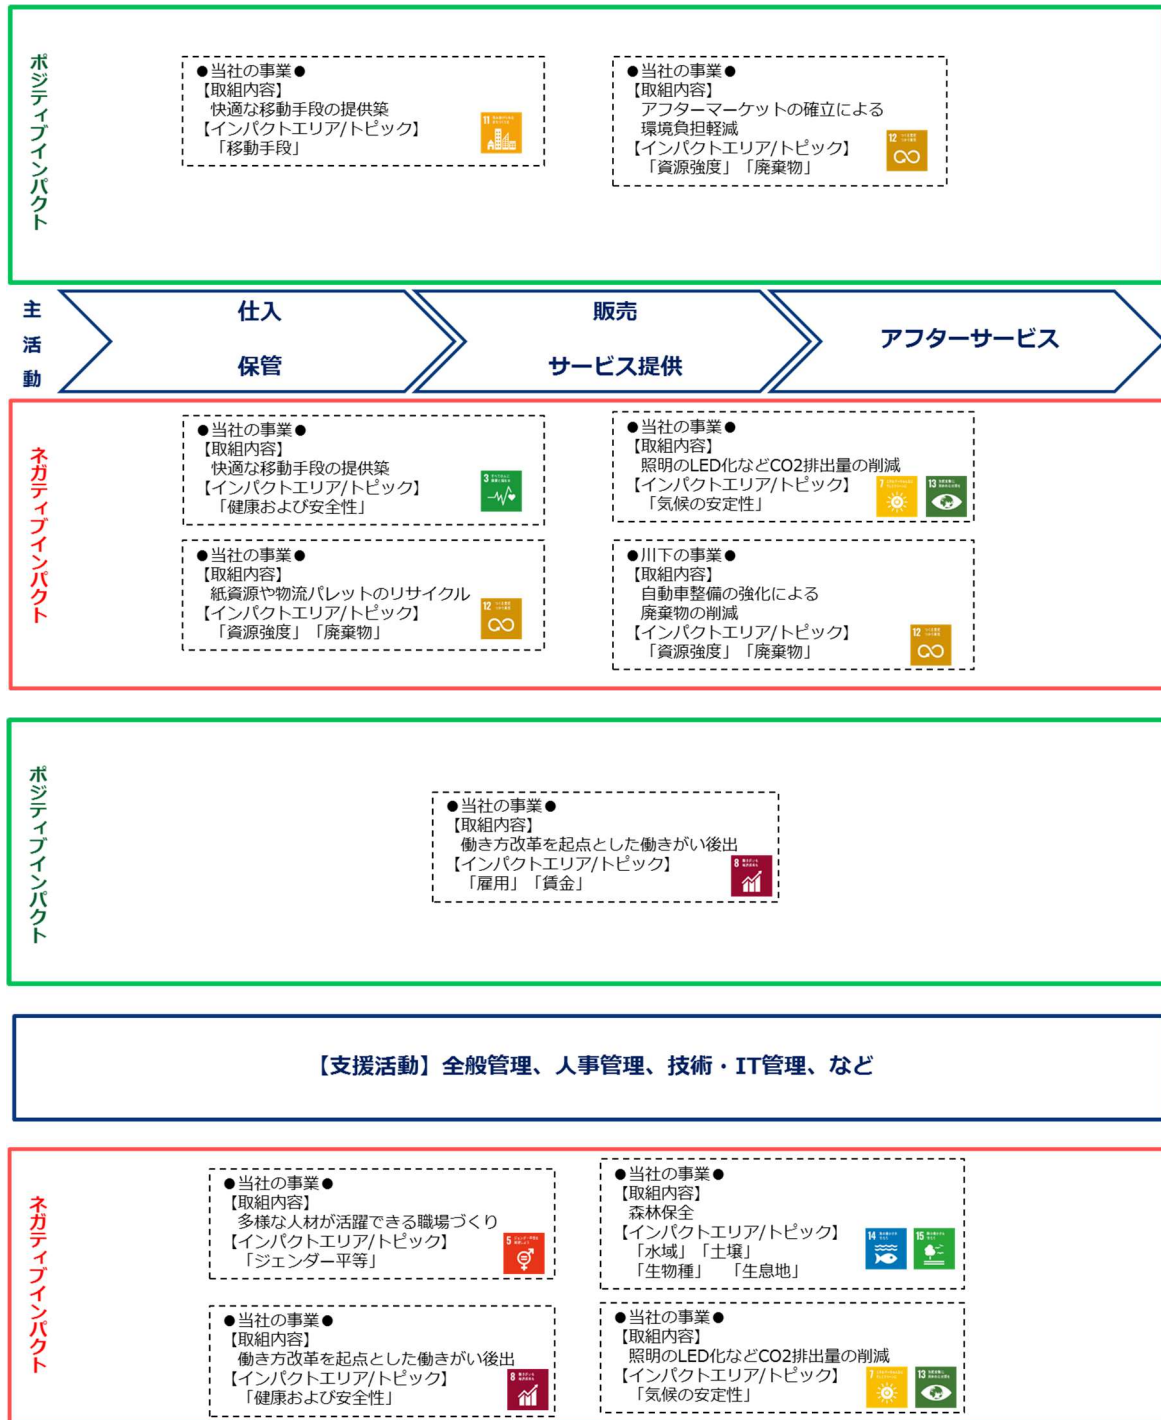 ポジティブインパクト
●当社の事業●
【取組内容】
快適な移動手段の提供築
【インパクトエリア/トピック】
「移動手段」
11
●当社の事業●
【取組内容】
アフターマーケットの確立による
環境負担軽減
【インパクトエリア/トピック】
「資源強度」「廃棄物」
12
主活動
仕入
保管
販売
サービス提供
アフターサービス
ネガティブインパクト
●当社の事業●
【取組内容】
快適な移動手段の提供築
【インパクトエリア/トピック】
「健康および安全性」
3
●当社の事業●
【取組内容】
照明のLED化などCO2排出量の削減
【インパクトエリア/トピック】
「気候の安定性」
7
13
●当社の事業●
【取組内容】
紙資源や物流パレットのリサイクル
【インパクトエリア/トピック】
「資源強度」「廃棄物」
12
●川下の事業●
【取組内容】
自動車整備の強化による
廃棄物の削減
【インパクトエリア/トピック】
「資源強度」「廃棄物」
12
ポジティブインパクト
●当社の事業●
【取組内容】
働き方改革を起点とした働きがい後出
【インパクトエリア/トピック】
「雇用」「賃金」
8
【支援活動】全般管理、人事管理、技術・IT管理、など
ネガティブインパクト
●当社の事業●
【取組内容】
多様な人材が活躍できる職場づくり
【インパクトエリア/トピック】
「ジェンダー平等」
5
●当社の事業●
【取組内容】
森林保全
【インパクトエリア/トピック】
「水域」「土壌」
「生物種」 「生息地」
14
15
●当社の事業●
【取組内容】
働き方改革を起点とした働きがい後出
【インパクトエリア/トピック】
「健康および安全性」
8
●当社の事業●
【取組内容】
照明のLED化などCO2排出量の削減
【インパクトエリア/トピック】
「気候の安定性」
7
13